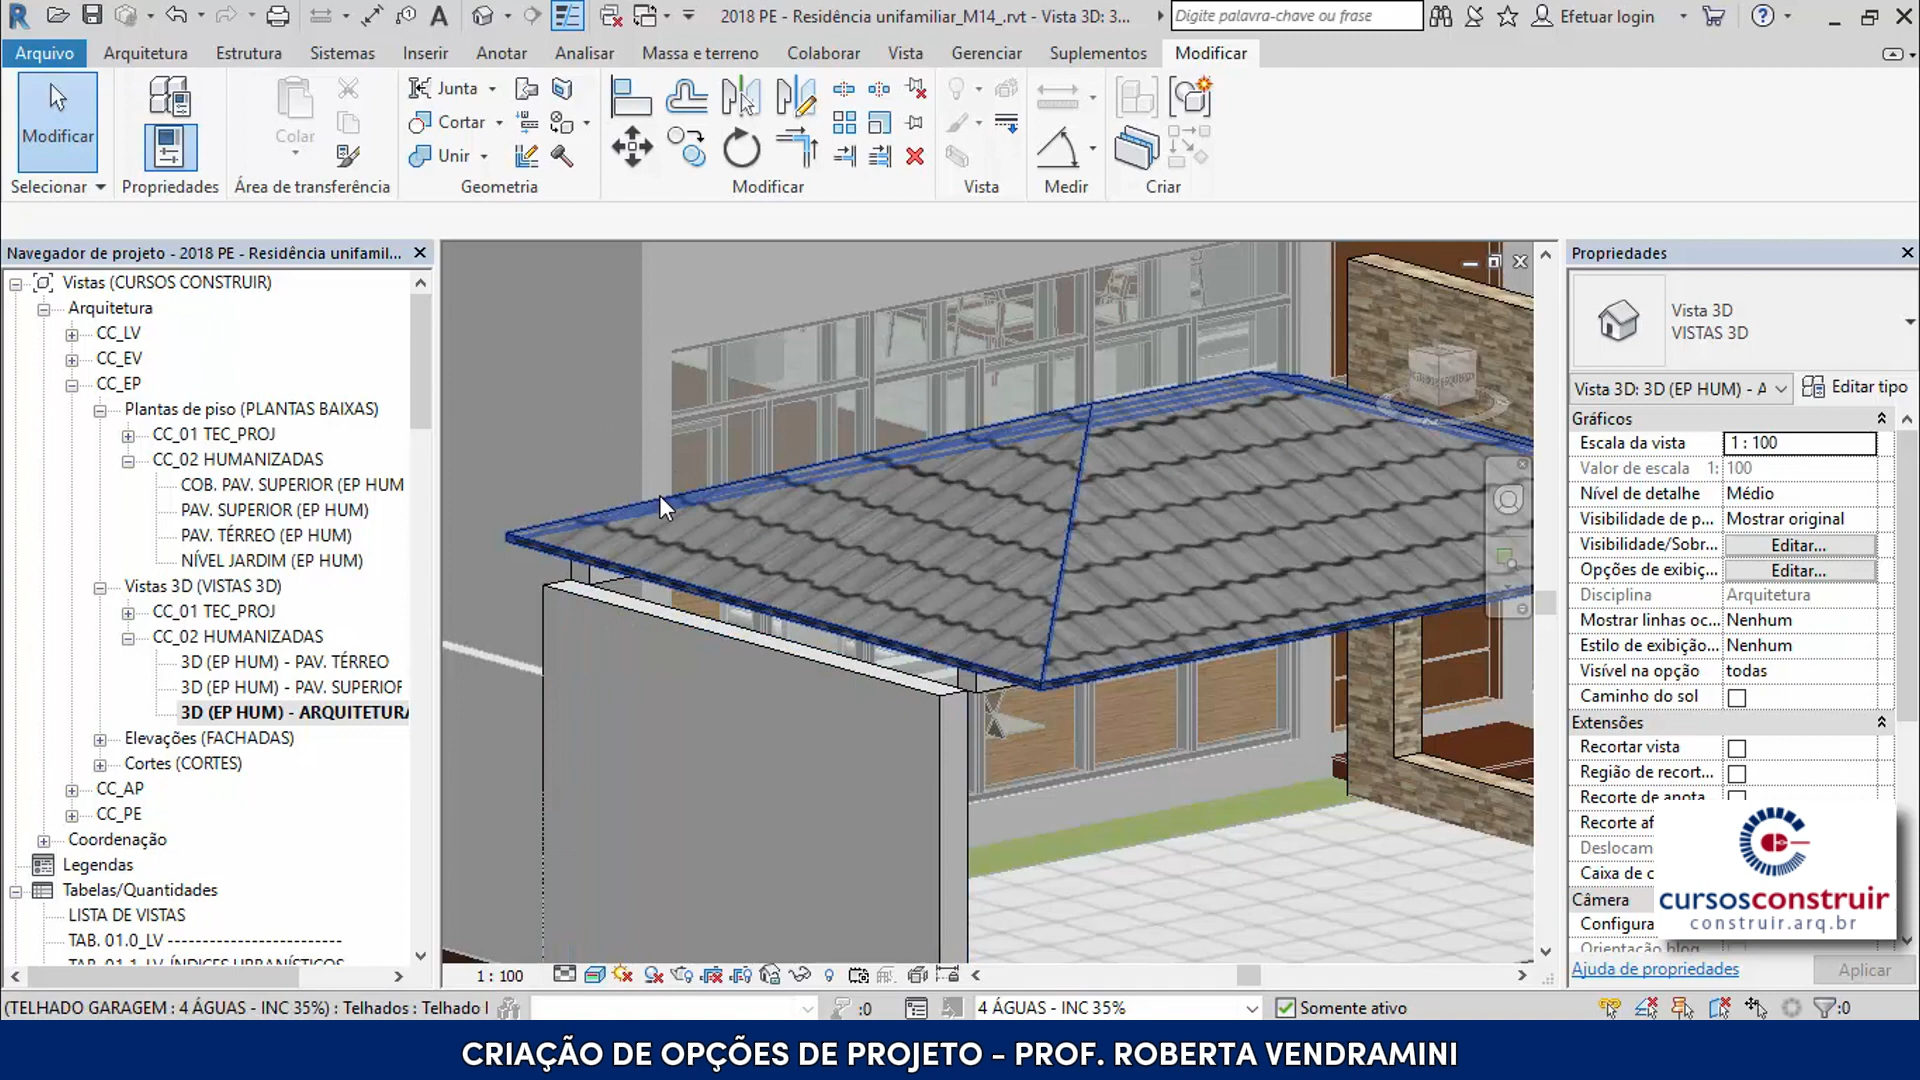 2018 PE - Residência unifamiliar_M14_.rvt - Vista 3D: 3...
Digite palavra-chave ou frase
Efetuar login
Arquivo
Arquitetura
Estrutura
Sistemas
Inserir
Anotar
Analisar
Massa e terreno
Colaborar
Vista
Gerenciar
Suplementos
Modificar
Modificar
Selecionar
Propriedades
Colar
Área de transferência
Junta
Cortar
Unir
Geometria
Modificar
Vista
Medir
Criar
Navegador de projeto - 2018 PE - Residência unifamil...
Vistas (CURSOS CONSTRUIR)
Arquitetura
CC_LV
CC_EV
CC_EP
Plantas de piso (PLANTAS BAIXAS)
CC_01 TEC_PROJ
CC_02 HUMANIZADAS
COB. PAV. SUPERIOR (EP HUM
PAV. SUPERIOR (EP HUM)
PAV. TÉRREO (EP HUM)
NÍVEL JARDIM (EP HUM)
Vistas 3D (VISTAS 3D)
CC_01 TEC_PROJ
CC_02 HUMANIZADAS
3D (EP HUM) - PAV. TÉRREO
3D (EP HUM) - PAV. SUPERIOR
3D (EP HUM) - ARQUITETURA
Elevações (FACHADAS)
Cortes (CORTES)
CC_AP
CC_PE
Coordenação
Legendas
Tabelas/Quantidades
LISTA DE VISTAS
TAB. 01.0_LV -------------------------
TAB. 01.1_LV ÍNDICES URBANÍSTICOS
1 : 100
Propriedades
Vista 3D
VISTAS 3D
Vista 3D: 3D (EP HUM) - A
Editar tipo
Gráficos
Escala da vista 1 : 100
Valor de escala 1: 100
Nível de detalhe Médio
Visibilidade de p... Mostrar original
Visibilidade/Sobr... Editar...
Opções de exibiç... Editar...
Disciplina Arquitetura
Mostrar linhas oc... Nenhum
Estilo de exibição... Nenhum
Visível na opção todas
Caminho do sol
Extensões
Recortar vista
Região de recort...
Recorte de anota
Recorte af
Deslocam
Caixa de c
Câmera
Configura
Orientação bloq
Ajuda de propriedades
Aplicar
cursosconstruir
construir.arq.br
(TELHADO GARAGEM : 4 ÁGUAS - INC 35%) : Telhados : Telhado
:0
4 ÁGUAS - INC 35%
Somente ativo
:0
CRIAÇÃO DE OPÇÕES DE PROJETO - PROF. ROBERTA VENDRAMINI